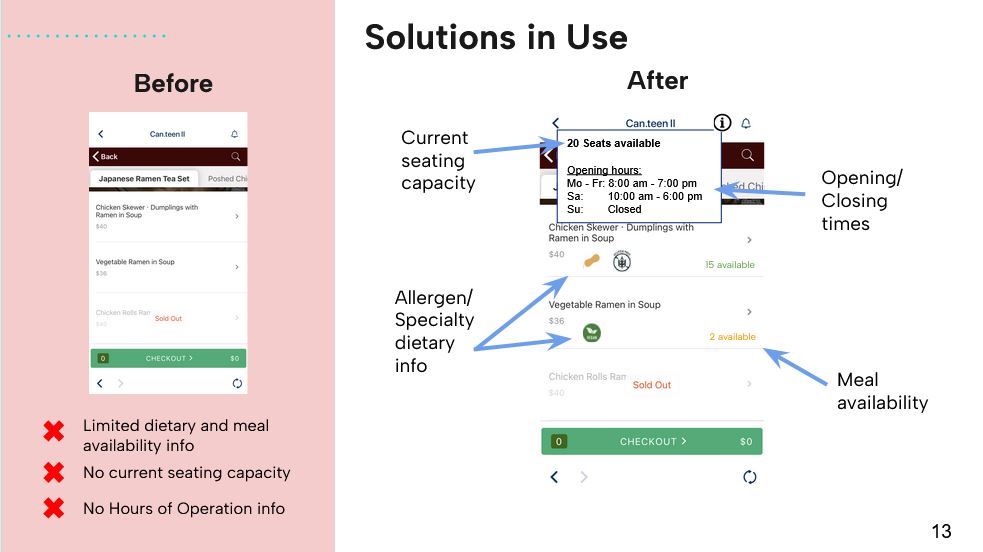 Solutions in Use
Before
Can.teen II
Back
Japanese Ramen Tea Set
Poshed Chi
Chicken Skewer · Dumplings with
Ramen in Soup
$40
Vegetable Ramen in Soup
$36
Chicken Rolls Ram
Sold Out
$40
0
CHECKOUT
$0
Limited dietary and meal
availability info
No current seating capacity
No Hours of Operation info
After
Current
seating
capacity
Can.teen II
20 Seats available
Opening hours:
Mo - Fr: 8:00 am - 7:00 pm
Sa: 10:00 am - 6:00 pm
Su: Closed
hed Chi
Opening/
Closing
times
Chicken Skewer · Dumplings with
Ramen in Soup
$40
15 available
Allergen/
Specialty
dietary
info
Vegetable Ramen in Soup
$36
VEGAN
2 available
Chicken Rolls Ram
Sold Out
$40
Meal
availability
0
CHECKOUT
$0
13